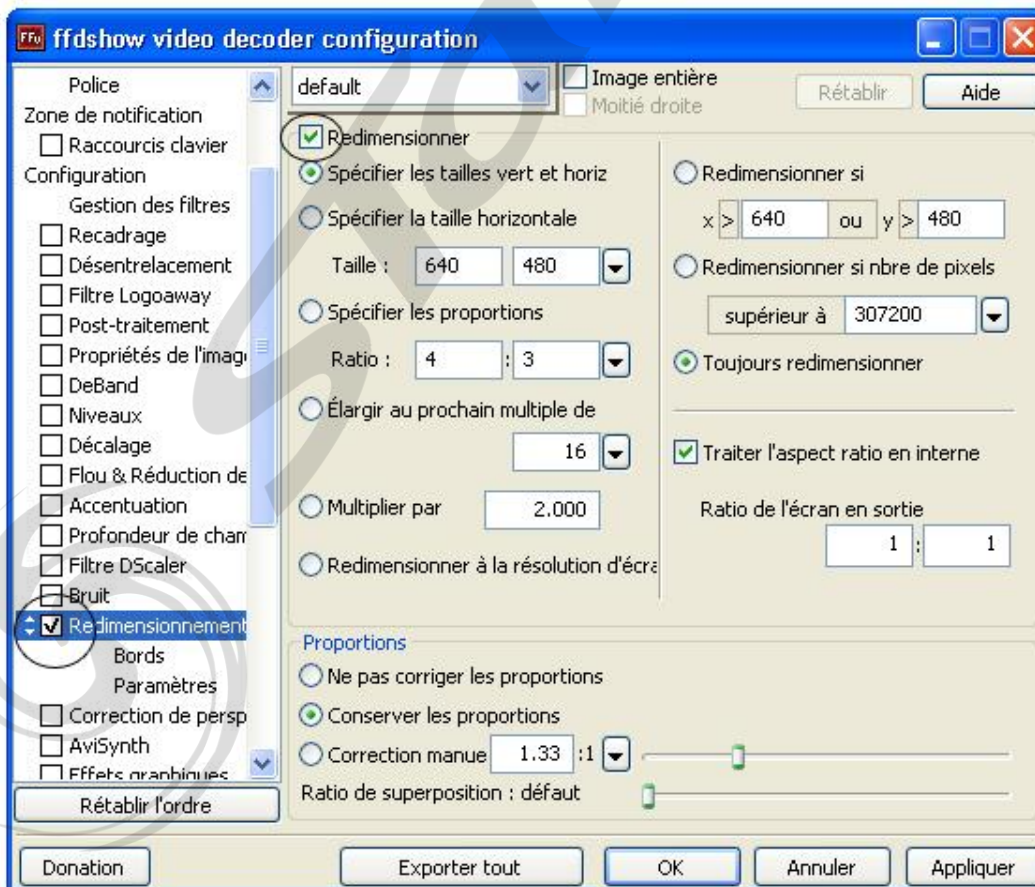 FFv ffdshow video decoder configuration
Police
Zone de notification
Raccourcis clavier
Configuration
Gestion des filtres
Recadrage
Désentrelacement
Filtre Logoaway
Post-traitement
Propriétés de l'imag
DeBand
Niveaux
Décalage
Flou & Réduction de
Accentuation
Profondeur de cham
Filtre DScaler
Bruit
Redimensionnement
Bords
Paramètres
Correction de persp
AviSynth
Effets graphiques
Rétablir l'ordre
default
Image entière
Moitié droite
Rétablir
Aide
Redimensionner
Spécifier les tailles vert et horiz
Spécifier la taille horizontale
Taille : 640 480
Spécifier les proportions
Ratio : 4 : 3
Élargir au prochain multiple de
16
Multiplier par 2.000
Redimensionner à la résolution d'écra
Redimensionner si
x > 640 ou y > 480
Redimensionner si nbre de pixels
supérieur à 307200
Toujours redimensionner
Traiter l'aspect ratio en interne
Ratio de l'écran en sortie
1 : 1
Proportions
Ne pas corriger les proportions
Conserver les proportions
Correction manue 1.33 :1
Ratio de superposition : défaut
Donation
Exporter tout
OK
Annuler
Appliquer